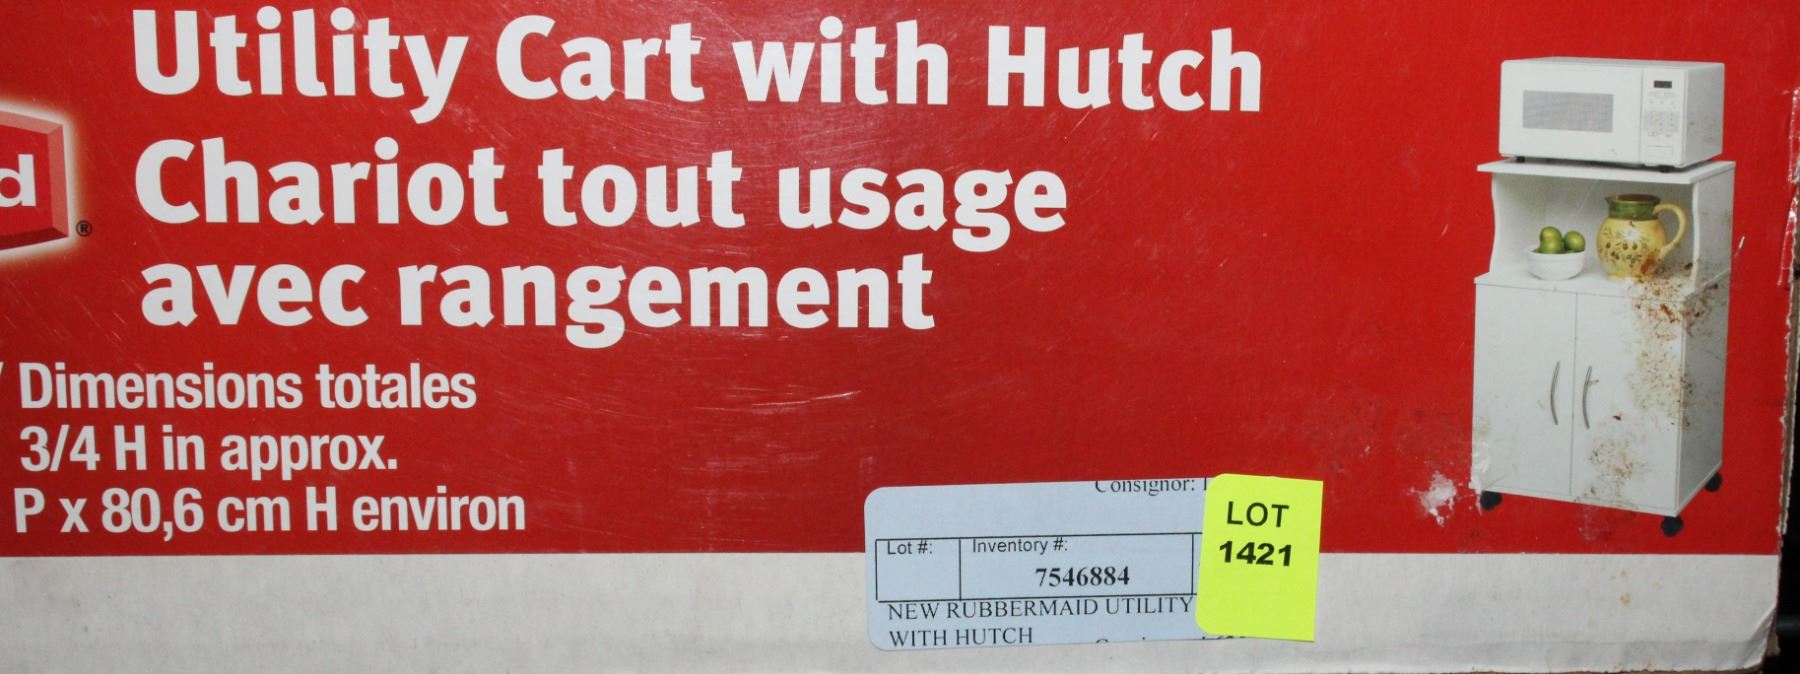 Utility Cart with Hutch
Chariot tout usage
avec rangement
d
®
Dimensions totales
3/4 H in approx.
P x 80,6 cm H environ
Consignor:
Lot #:
Inventory #:
7546884
NEW RUBBERMAID UTILITY
WITH HUTCH
LOT
1421